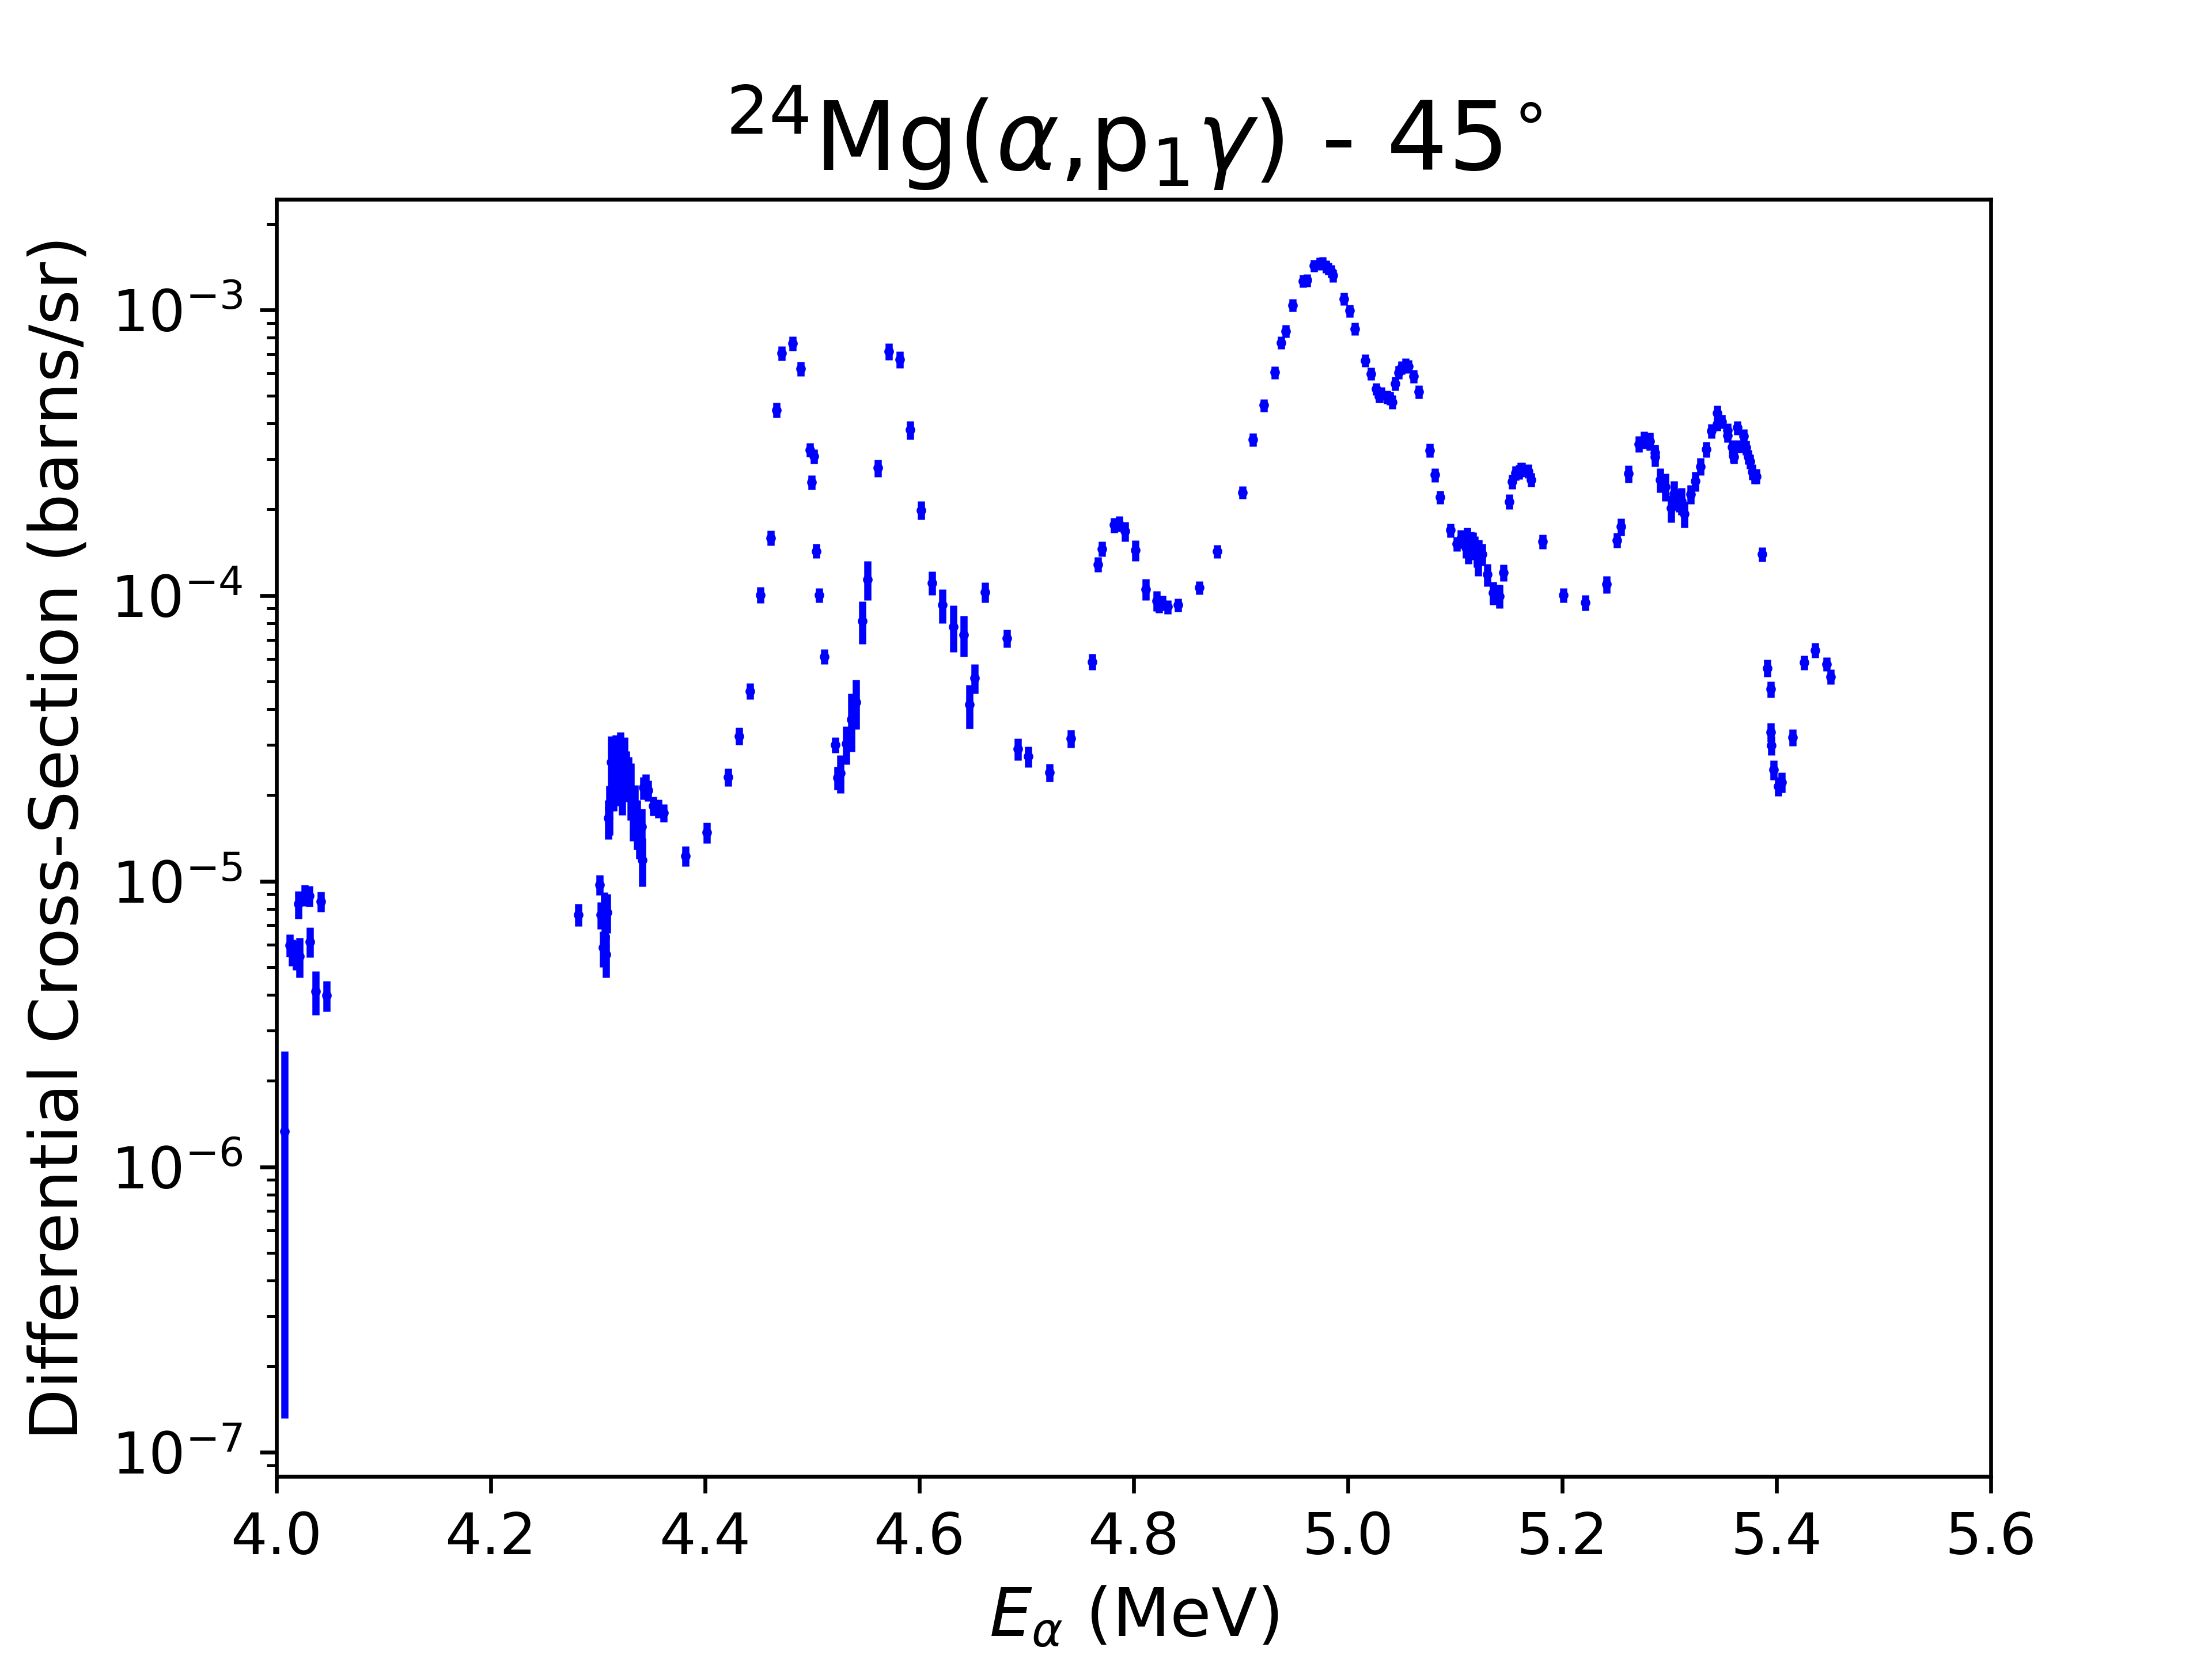 ²⁴Mg(α,p₁γ) - 45°
Differential Cross-Section (barns/sr)
10⁻³
10⁻⁴
10⁻⁵
10⁻⁶
10⁻⁷
4.0 4.2 4.4 4.6 4.8 5.0 5.2 5.4 5.6
E_α (MeV)